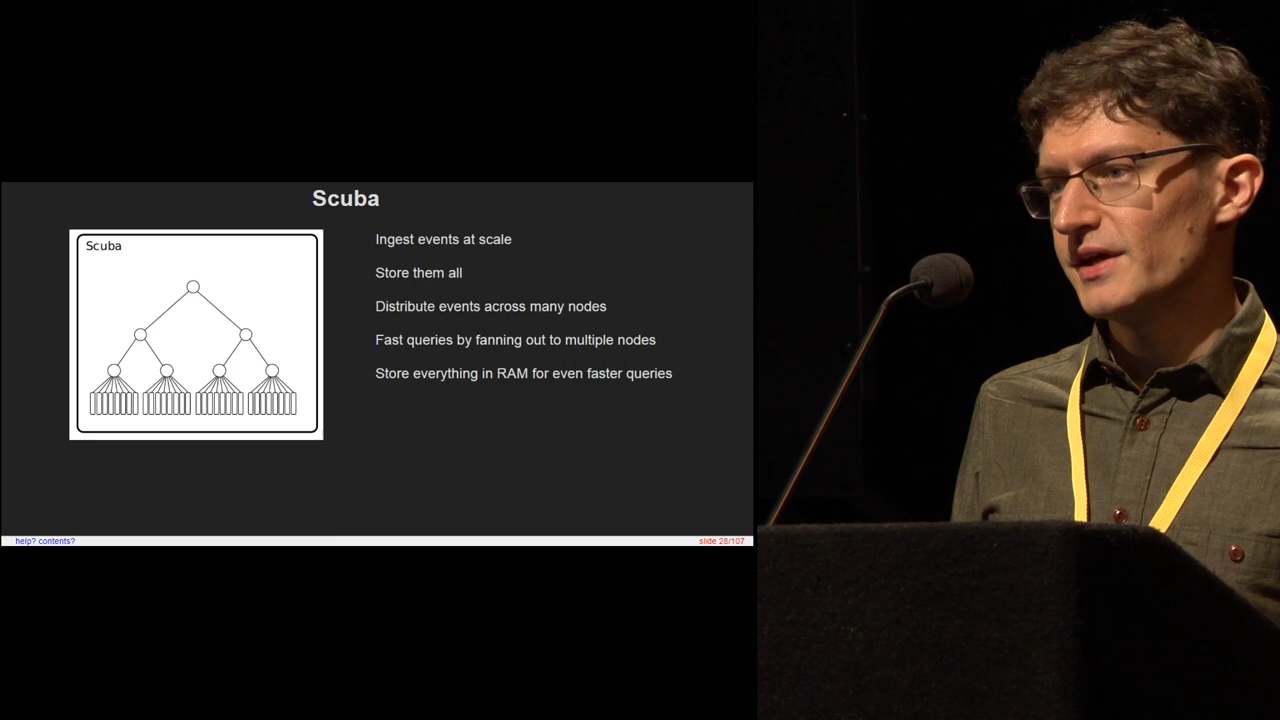 Scuba
Scuba
Ingest events at scale
Store them all
Distribute events across many nodes
Fast queries by fanning out to multiple nodes
Store everything in RAM for even faster queries
help? contents?
slide 28/107